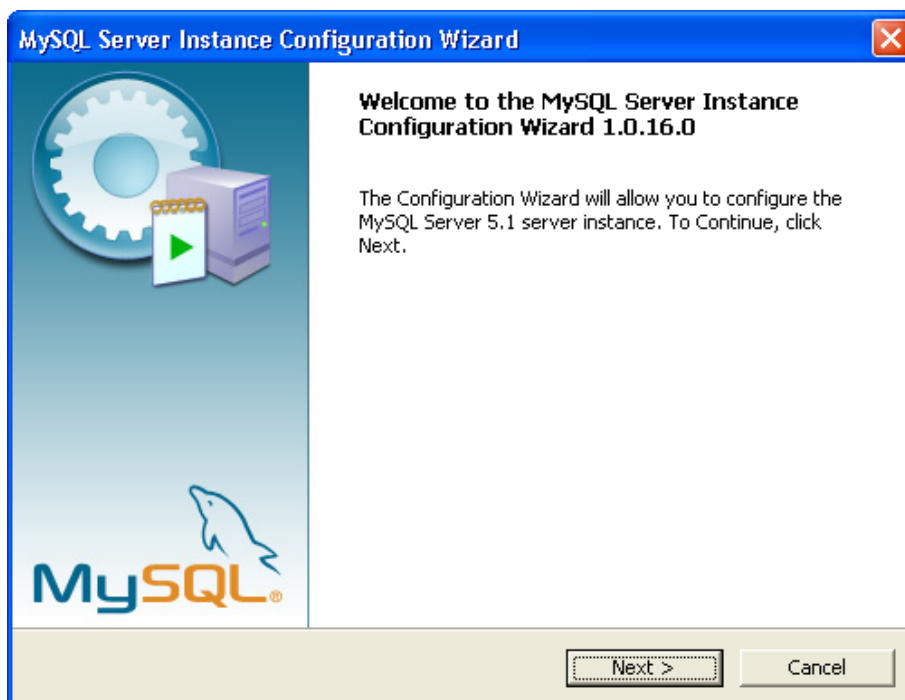 MySQL Server Instance Configuration Wizard
Welcome to the MySQL Server Instance
Configuration Wizard 1.0.16.0
The Configuration Wizard will allow you to configure the
MySQL Server 5.1 server instance. To Continue, click
Next.
MySQL®
Next >
Cancel